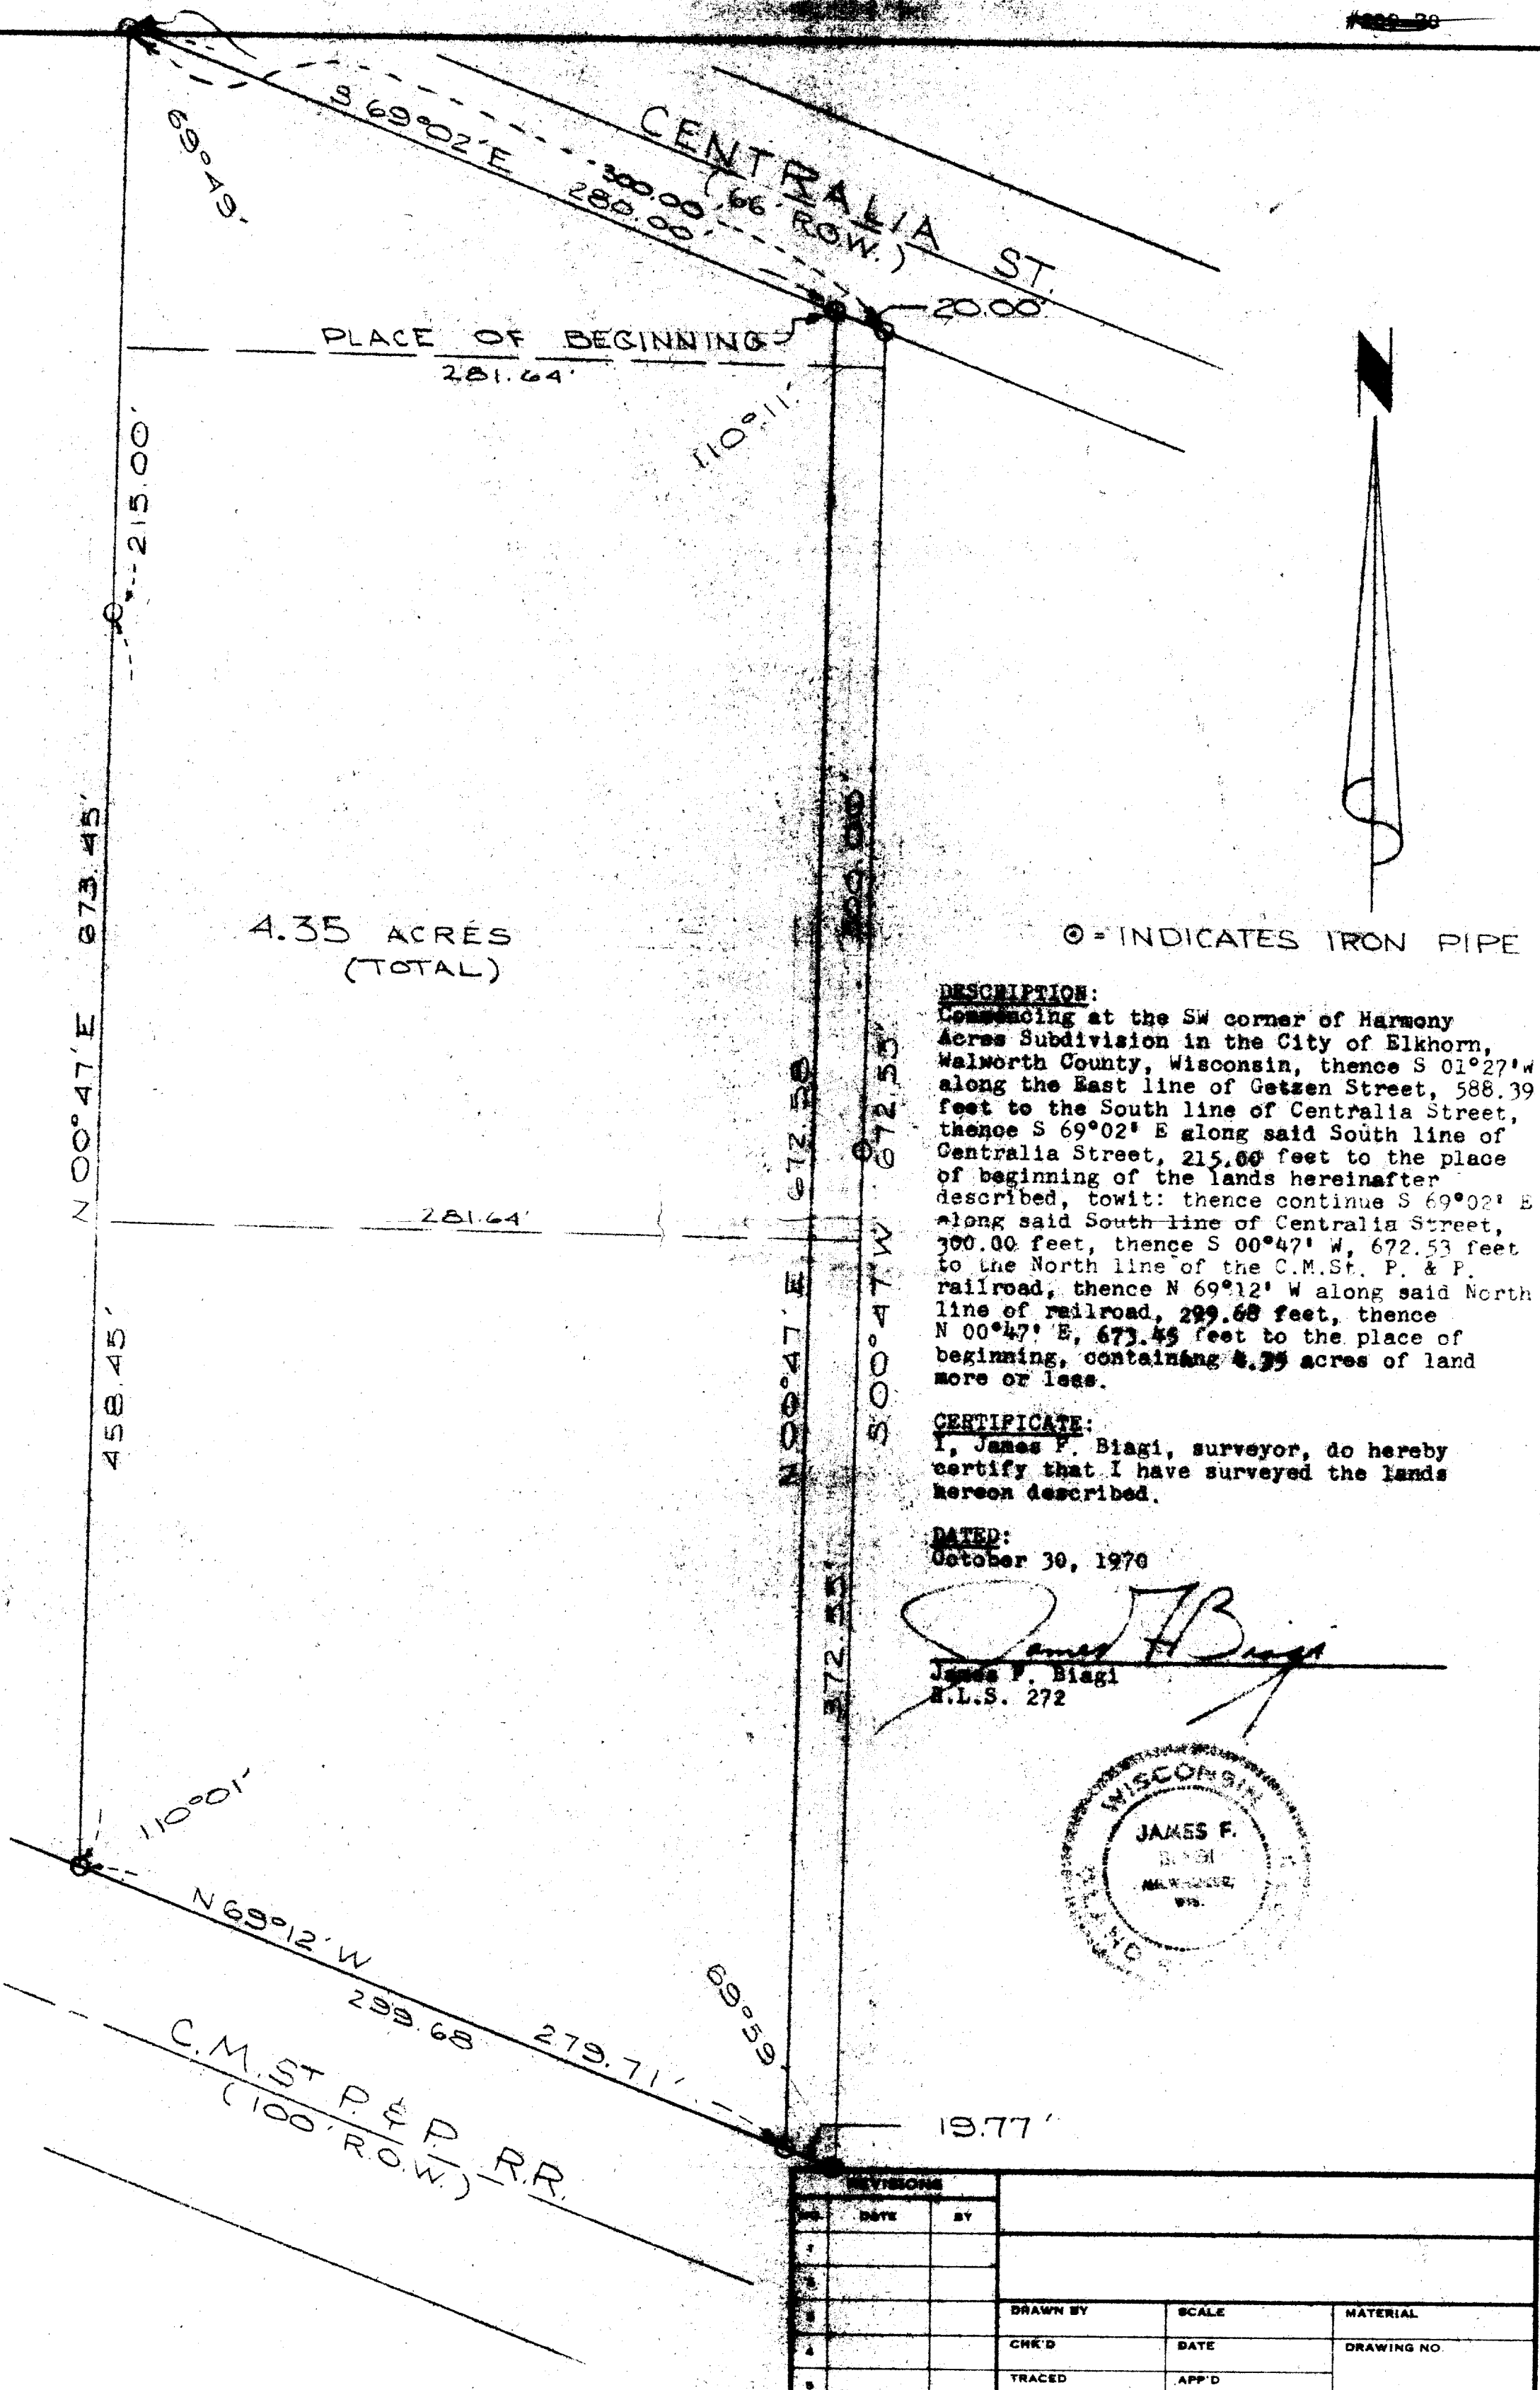 S 69°02' E
300.00
280.00'
CENTRALIA ST.
(66' R.O.W.)
20.00'
69°49'
PLACE OF BEGINNING
281.64'
110°11'
215.00'
N 00°47' E 673.45'
4.35 ACRES
(TOTAL)
N
S
= INDICATES IRON PIPE
DESCRIPTION:
Commencing at the SW corner of Harmony
Acres Subdivision in the City of Elkhorn,
Walworth County, Wisconsin, thence S 01°27'W
along the East line of Getzen Street, 588.39
feet to the South line of Centralia Street,
thence S 69°02' E along said South line of
Centralia Street, 215.00 feet to the place
of beginning of the lands hereinafter
described, towit: thence continue S 69°02' E
along said South line of Centralia Street,
300.00 feet, thence S 00°47' W, 672.53 feet
to the North line of the C.M.St. P. & P.
railroad, thence N 69°12' W along said North
line of railroad, 299.68 feet, thence
N 00°47' E, 673.45 feet to the place of
beginning, containing 4.35 acres of land
more or less.
N 00°47' E 672.58
S 00°47' W 672.53'
281.64'
458.45'
CERTIFICATE:
I, James F. Biagi, surveyor, do hereby
certify that I have surveyed the lands
hereon described.
DATED:
October 30, 1970
James F Biagi
James F. Biagi
R.L.S. 272
WISCONSIN
JAMES F.
BIAGI
WIS.
110°01'
N 69°12' W
299.68
279.71'
69°59'
19.77'
C.M. ST P. & P. R.R.
(100' R.O.W.)
REVISIONS
NO. DATE BY
DRAWN BY SCALE MATERIAL
4 CHK'D DATE DRAWING NO.
5 TRACED APP'D